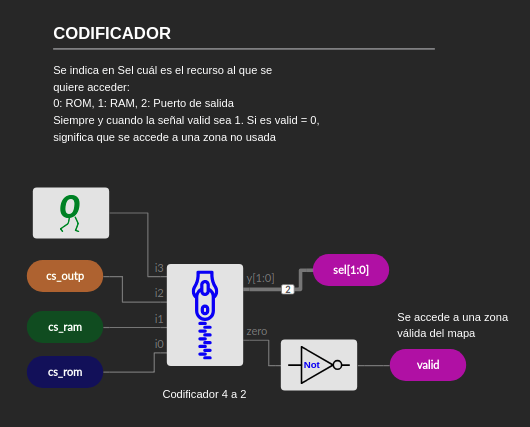 CODIFICADOR
Se indica en Sel cuál es el recurso al que se
quiere acceder:
0: ROM, 1: RAM, 2: Puerto de salida
Siempre y cuando la señal valid sea 1. Si es valid = 0,
significa que se accede a una zona no usada
0
i3
cs_outp
y[1:0]
sel[1:0]
i2
2
cs_ram
i1
zero
Se accede a una zona
válida del mapa
i0
cs_rom
Not
valid
Codificador 4 a 2